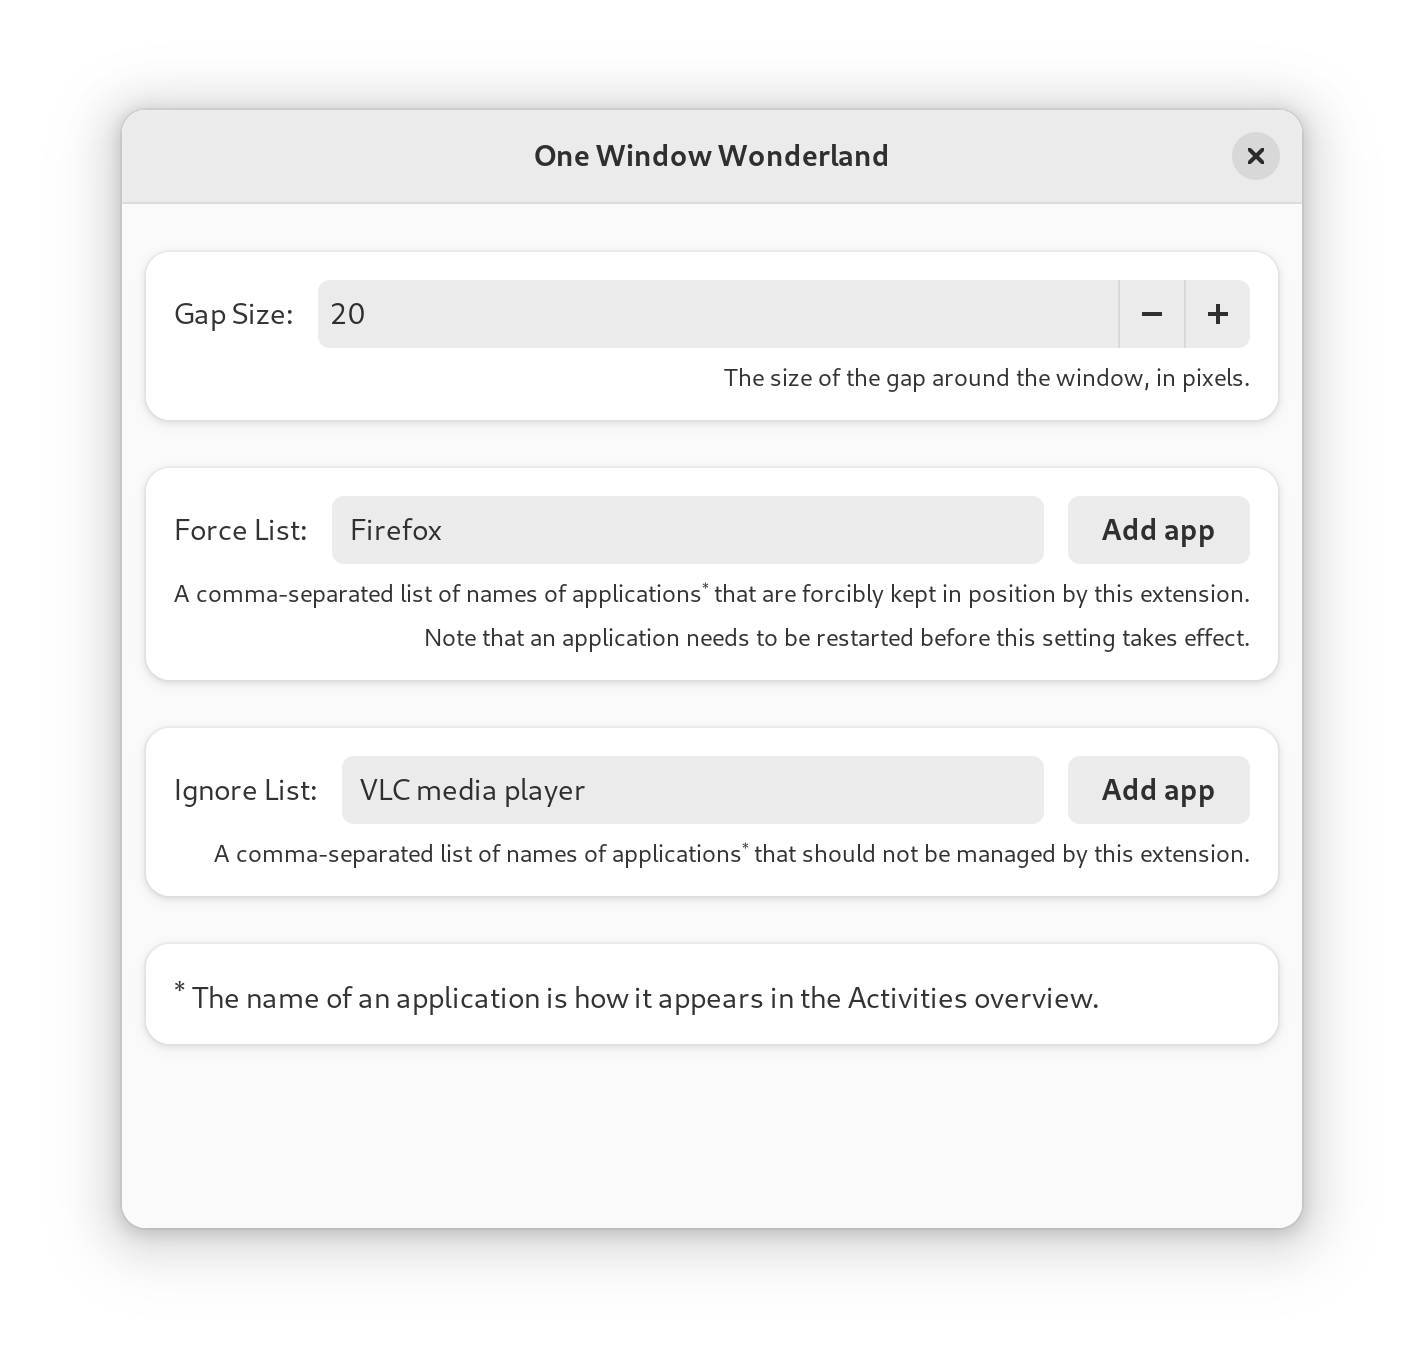 One Window Wonderland
Gap Size: 20
The size of the gap around the window, in pixels.
Force List: Firefox Add app
A comma-separated list of names of applications* that are forcibly kept in position by this extension.
Note that an application needs to be restarted before this setting takes effect.
Ignore List: VLC media player Add app
A comma-separated list of names of applications* that should not be managed by this extension.
* The name of an application is how it appears in the Activities overview.